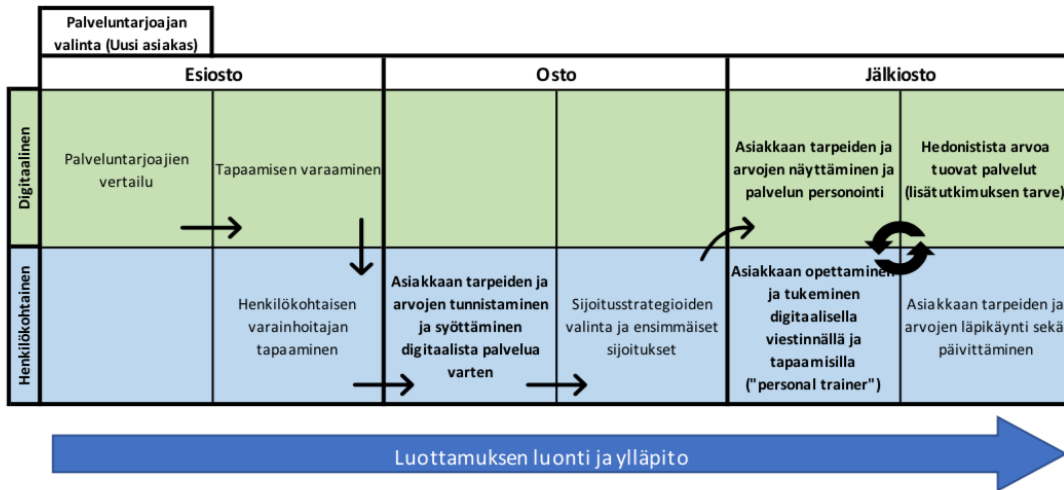 Palveluntarjoajan
valinta (Uusi asiakas)
Esiosto
Osto
Jälkiosto
Digitaalinen
Palveluntarjoajien
vertailu
Tapaamisen varaaminen
Asiakkaan tarpeiden ja
arvojen näyttäminen ja
palvelun personointi
Hedonistista arvoa
tuovat palvelut
(lisätutkimuksen tarve)
Henkilökohtainen
Henkilökohtaisen
varainhoitajan
tapaaminen
Asiakkaan tarpeiden ja
arvojen tunnistaminen
ja syöttäminen
digitaalista palvelua
varten
Sijoitusstrategioiden
valinta ja ensimmäiset
sijoitukset
Asiakkaan opettaminen
ja tukeminen
digitaalisella
viestinnällä ja
tapaamisilla
("personal trainer")
Asiakkaan tarpeiden ja
arvojen läpikäynti sekä
päivittäminen
Luottamuksen luonti ja ylläpito